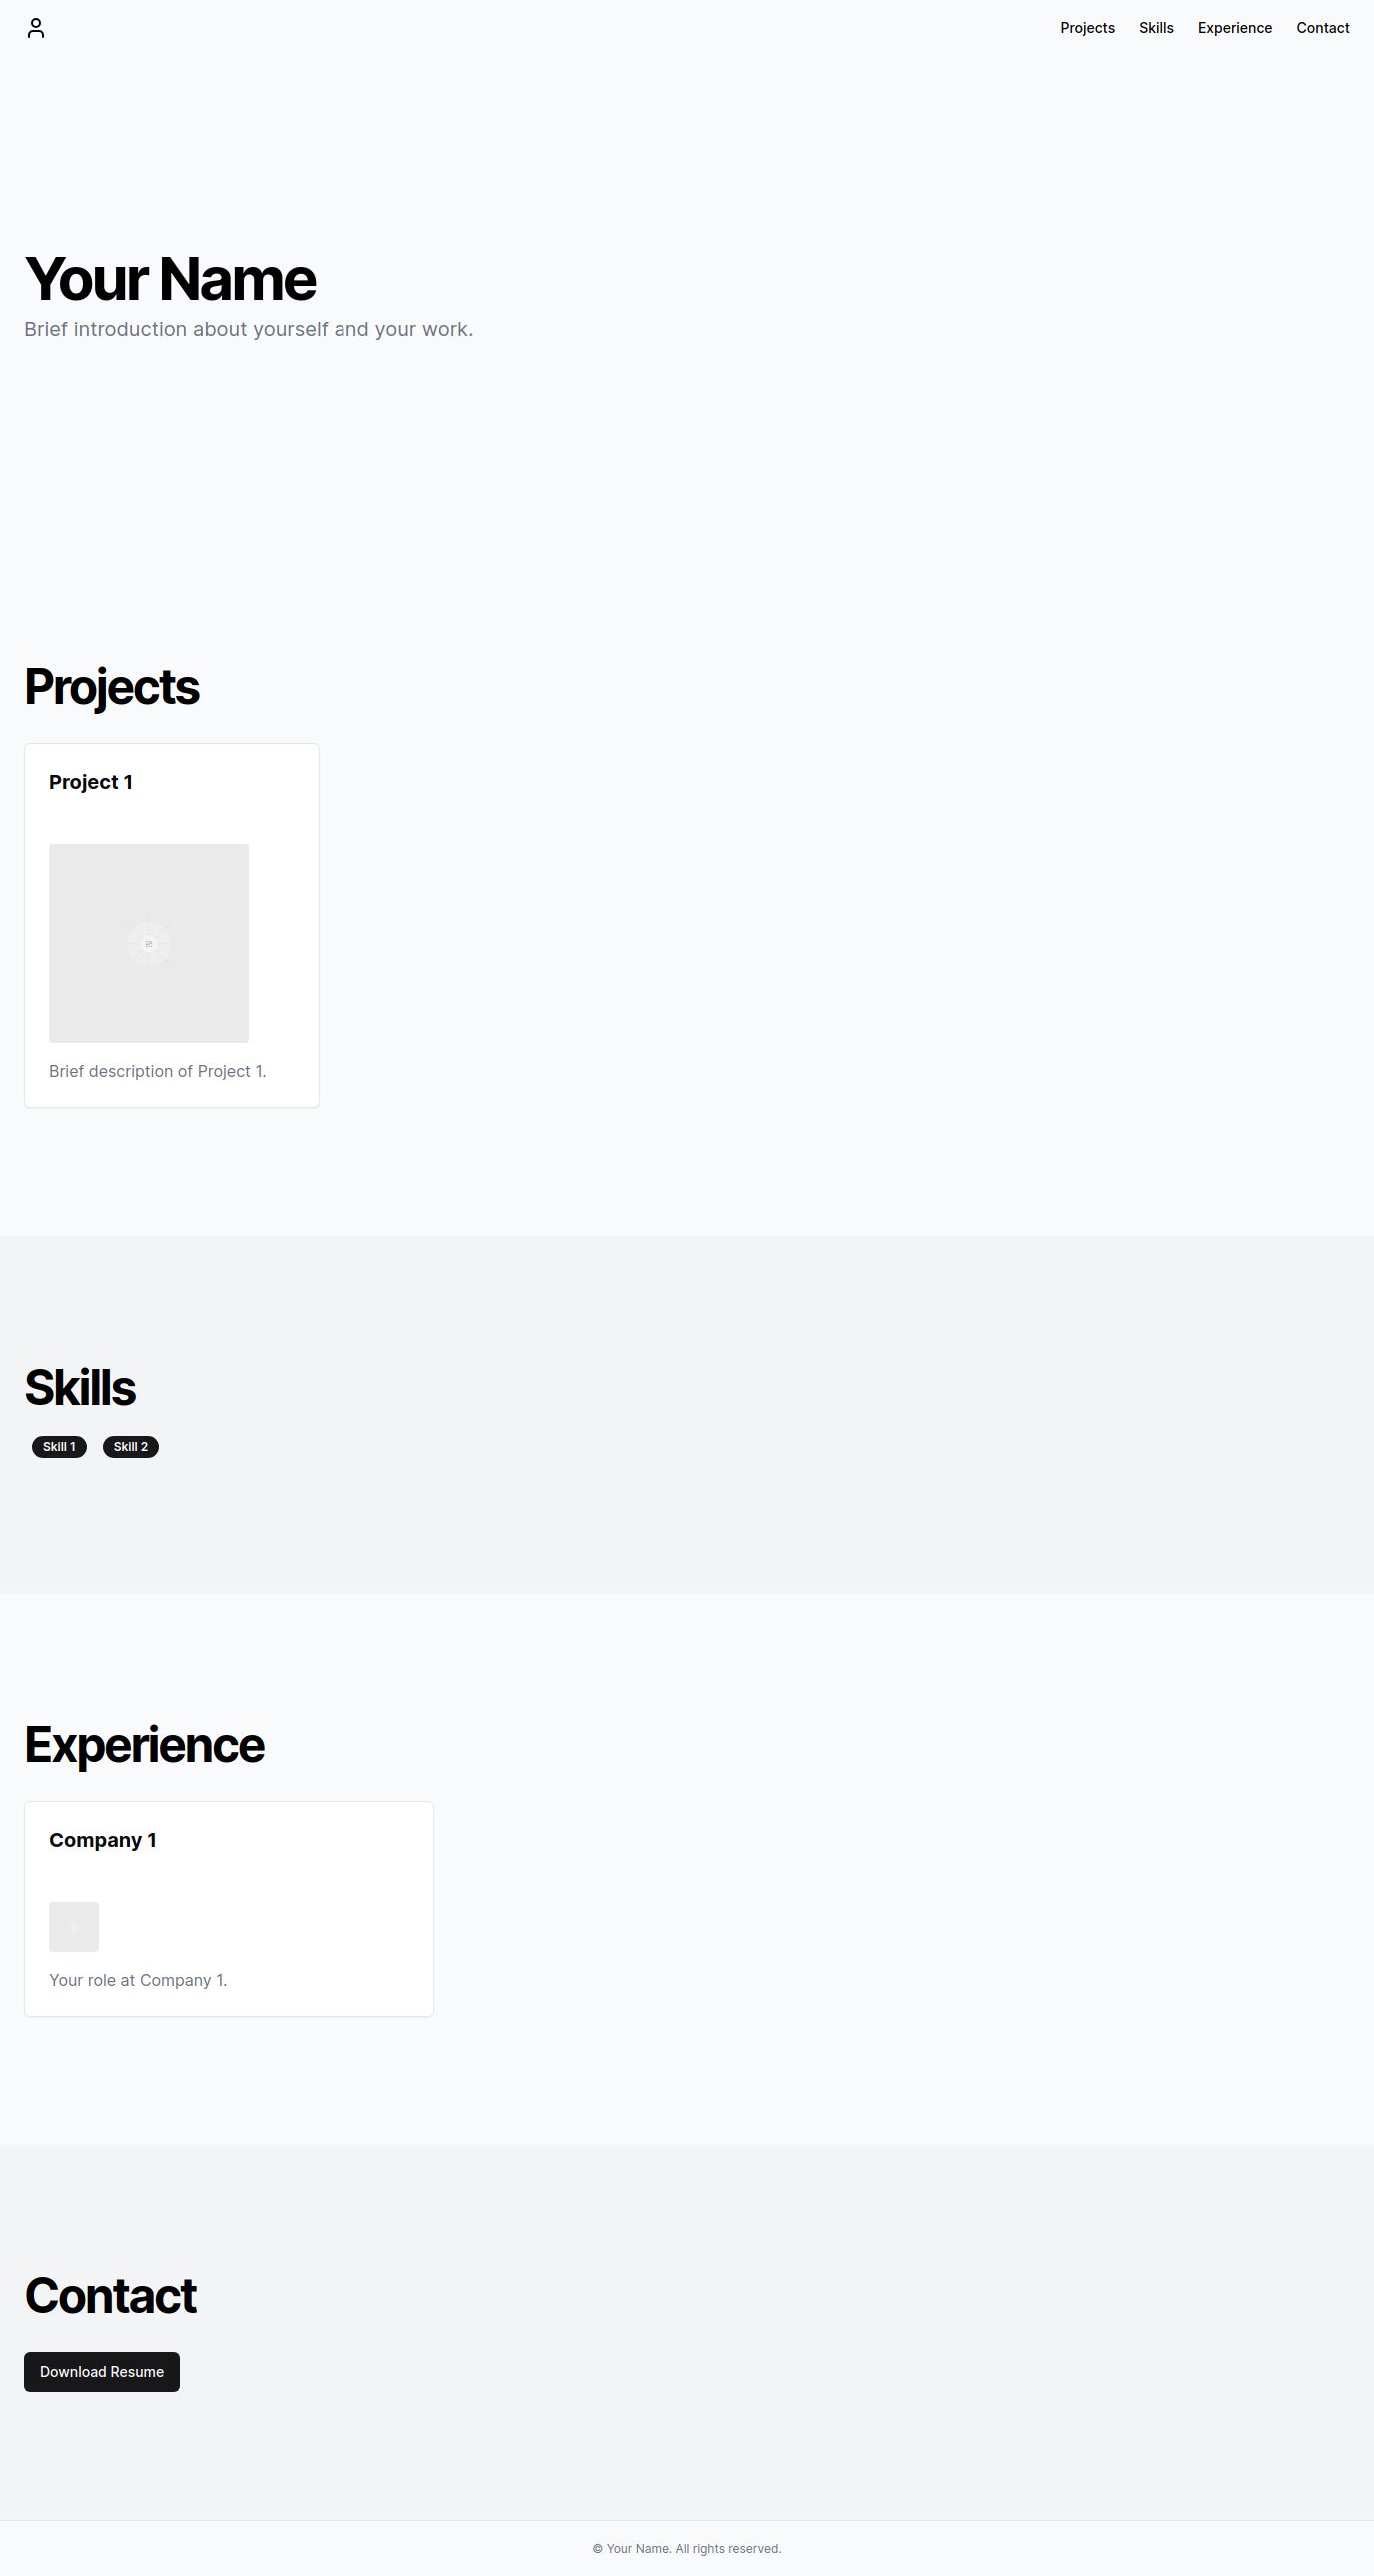 Projects Skills Experience Contact
Your Name
Brief introduction about yourself and your work.
Projects
Project 1
Brief description of Project 1.
Skills
Skill 1 Skill 2
Experience
Company 1
Your role at Company 1.
Contact
Download Resume
© Your Name. All rights reserved.